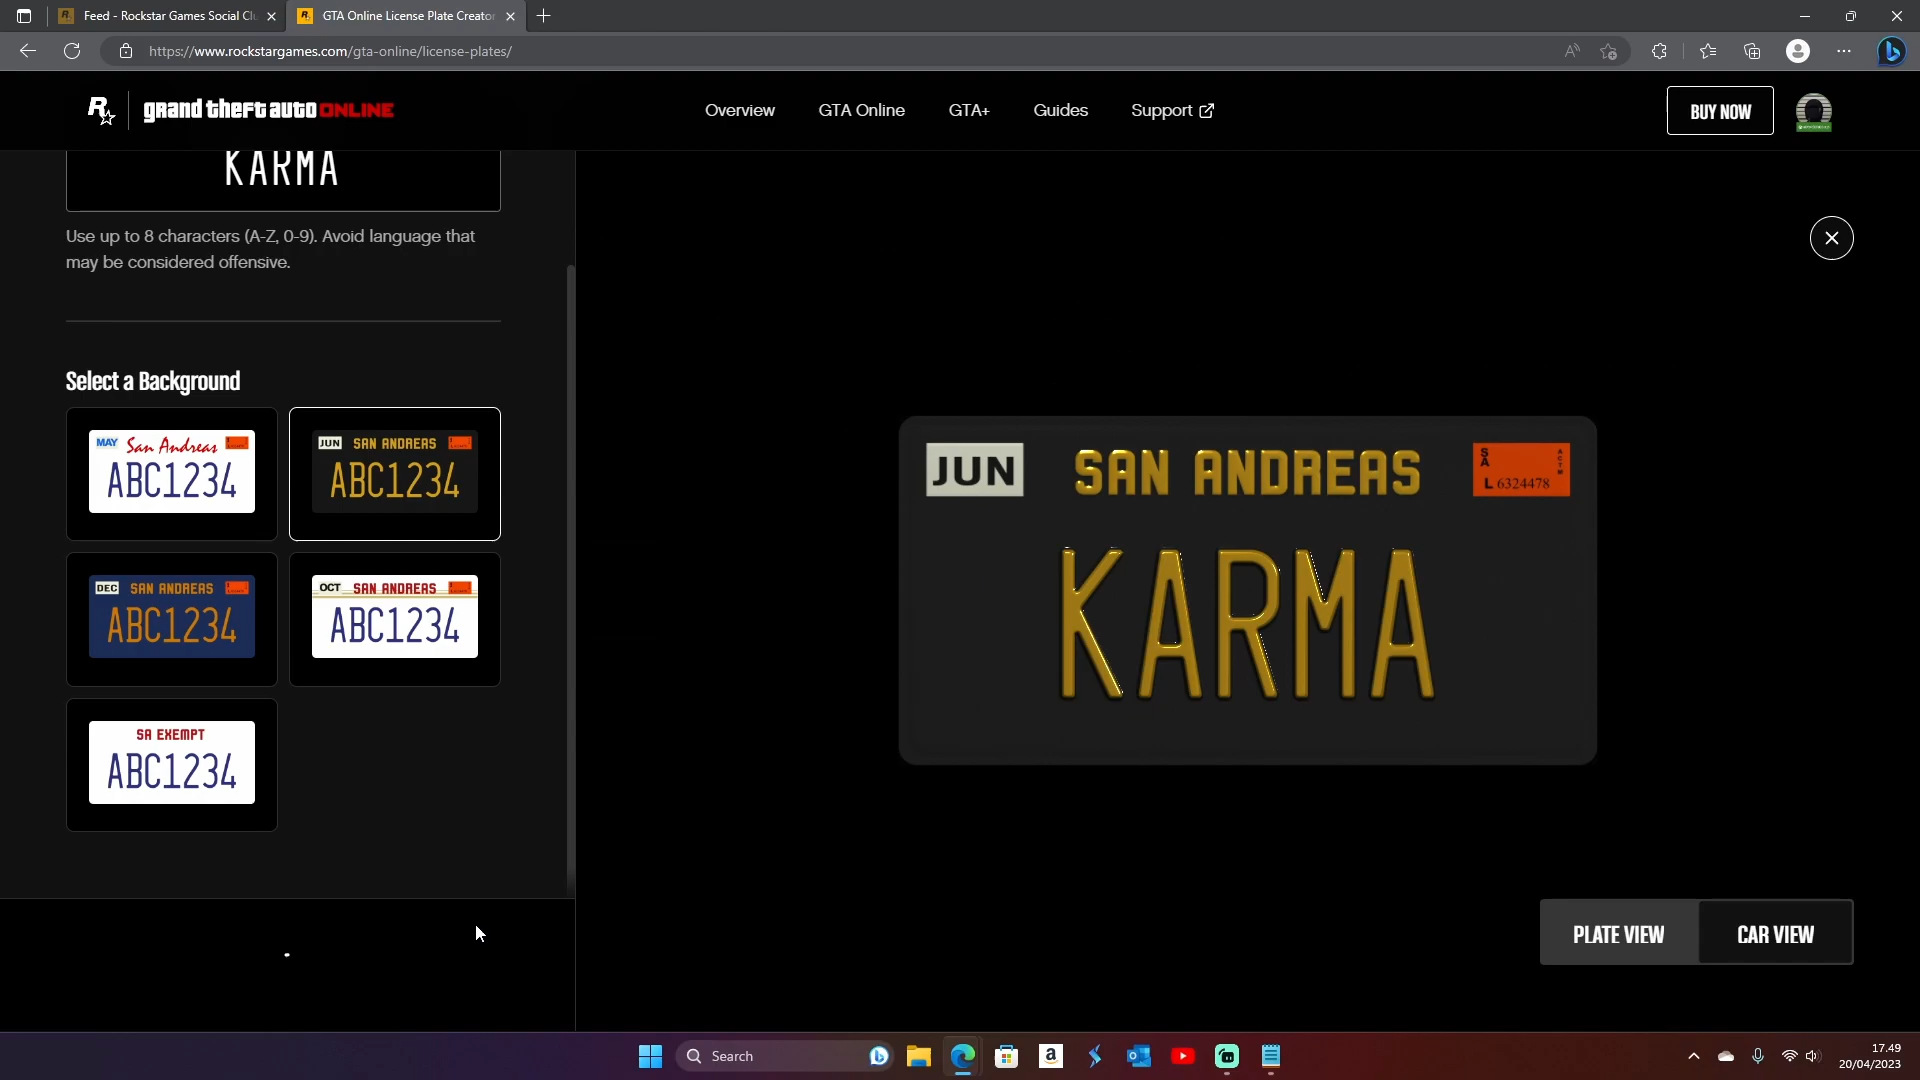 Feed - Rockstar Games Social Cl
GTA Online License Plate Creator
https://www.rockstargames.com/gta-online/license-plates/
grand theft auto ONLINE
Overview
GTA Online
GTA+
Guides
Support
BUY NOW
KARMA
Use up to 8 characters (A-Z, 0-9). Avoid language that
may be considered offensive.
Select a Background
MAY San Andreas
ABC1234
JUN SAN ANDREAS
ABC1234
DEC SAN ANDREAS
ABC1234
OCT SAN ANDREAS
ABC1234
SA EXEMPT
ABC1234
JUN SAN ANDREAS
SA L 6324478 ACTM
KARMA
PLATE VIEW
CAR VIEW
Search
17.49
20/04/2023